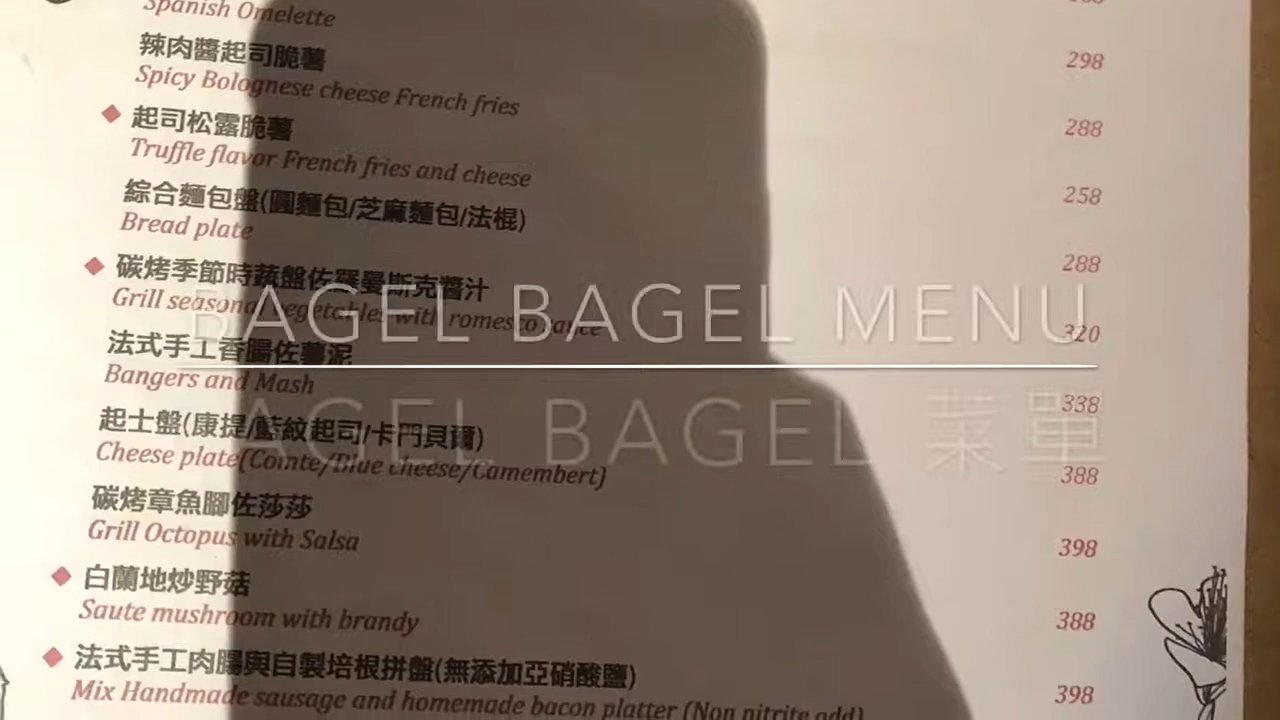 Spanish Omelette
辣肉醬起司脆薯 298
Spicy Bolognese cheese French fries
起司松露脆薯 288
Truffle flavor French fries and cheese
綜合麵包盤(圓麵包/芝麻麵包/法棍) 258
Bread plate
碳烤季節時蔬盤佐羅曼斯克醬汁 288
Grill seasonal vegetables with romesco sauce
BAGEL BAGEL MENU
法式手工香腸佐薯泥 320
Bangers and Mash
起士盤(康提/藍紋起司/卡門貝爾) 338
BAGEL BAGEL 菜單
Cheese plate(Comte/Blue cheese/Camembert)
碳烤章魚腳佐莎莎 388
Grill Octopus with Salsa 398
白蘭地炒野菇
Saute mushroom with brandy 388
法式手工肉腸與自製培根拼盤(無添加亞硝酸鹽)
Mix Handmade sausage and homemade bacon platter (Non nitrite add) 398